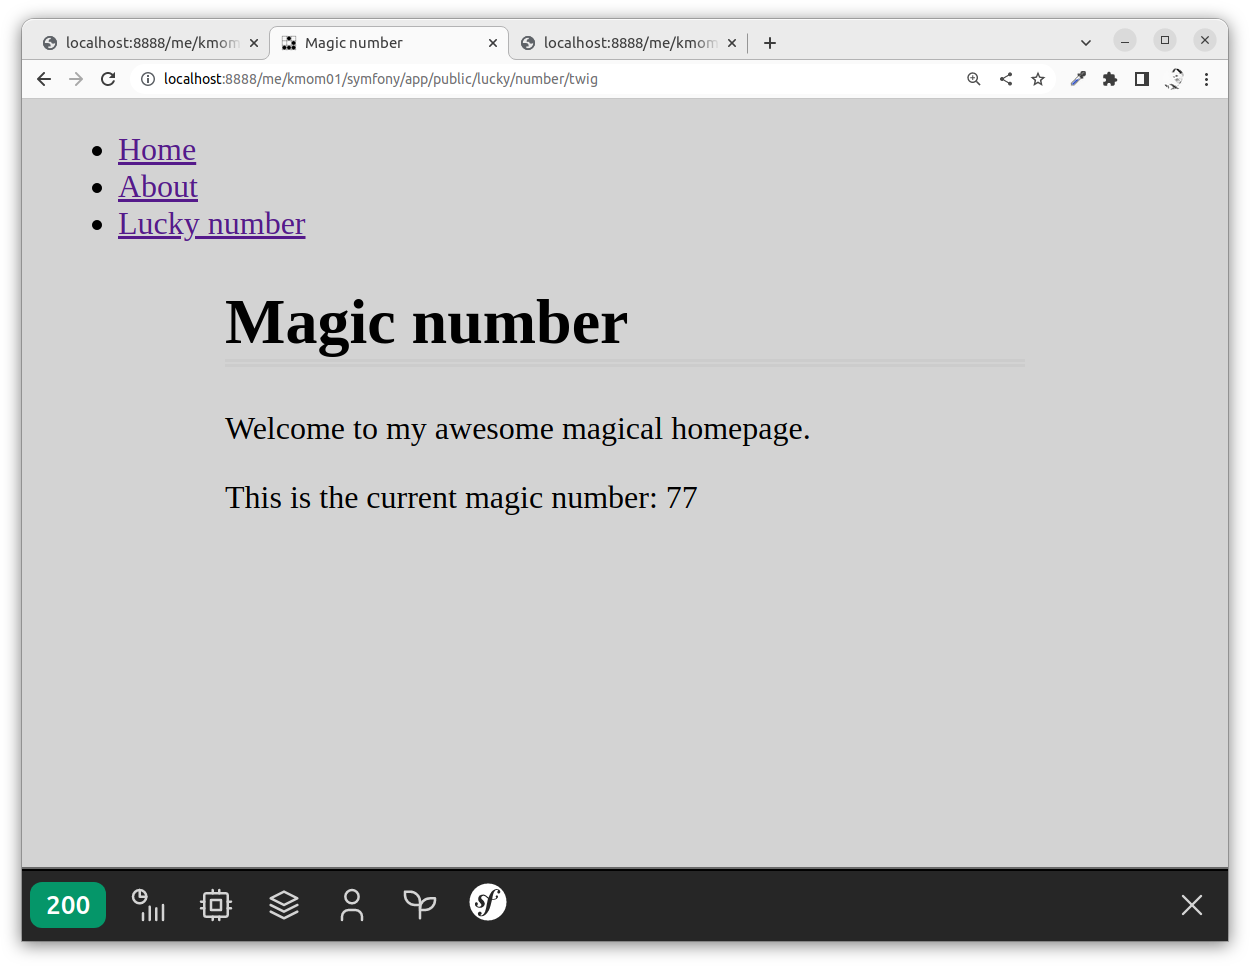 localhost:8888/me/kmom
Magic number
localhost:8888/me/kmom
localhost:8888/me/kmom01/symfony/app/public/lucky/number/twig
Home
About
Lucky number
Magic number
Welcome to my awesome magical homepage.
This is the current magic number: 77
200
sf